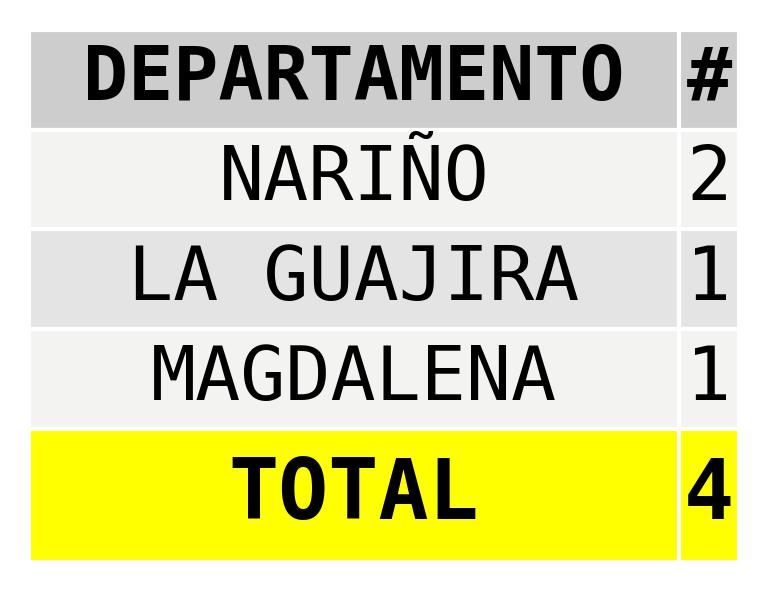 DEPARTAMENTO #
NARIÑO 2
LA GUAJIRA 1
MAGDALENA 1
TOTAL 4